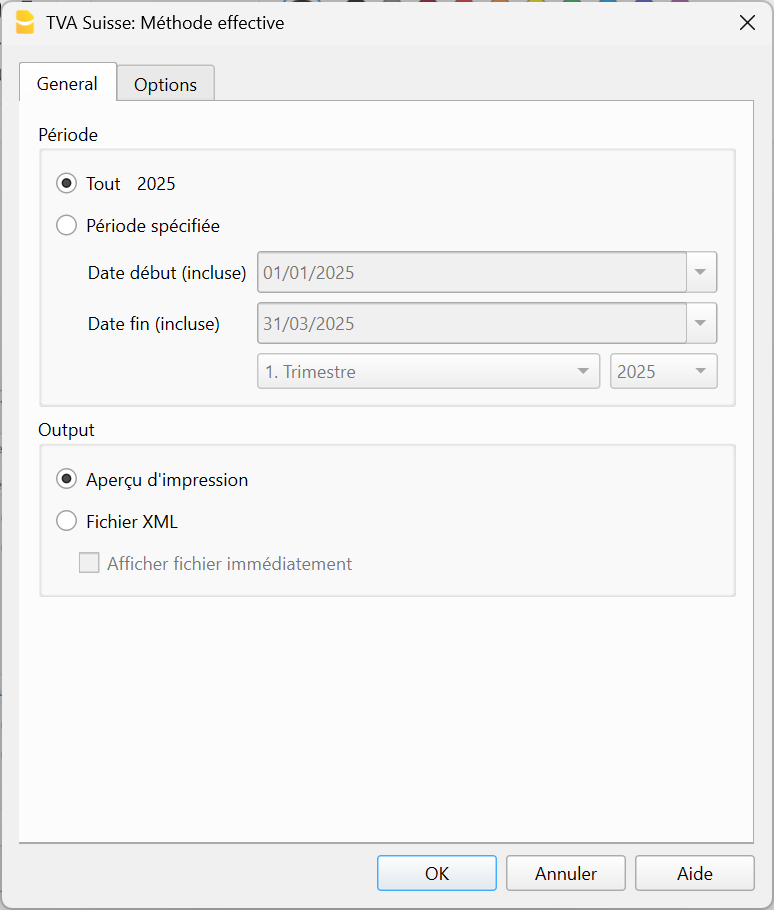 TVA Suisse: Méthode effective
General Options
Période
Tout 2025
Période spécifiée
Date début (incluse) 01/01/2025
Date fin (incluse) 31/03/2025
1. Trimestre 2025
Output
Aperçu d'impression
Fichier XML
Afficher fichier immédiatement
OK Annuler Aide